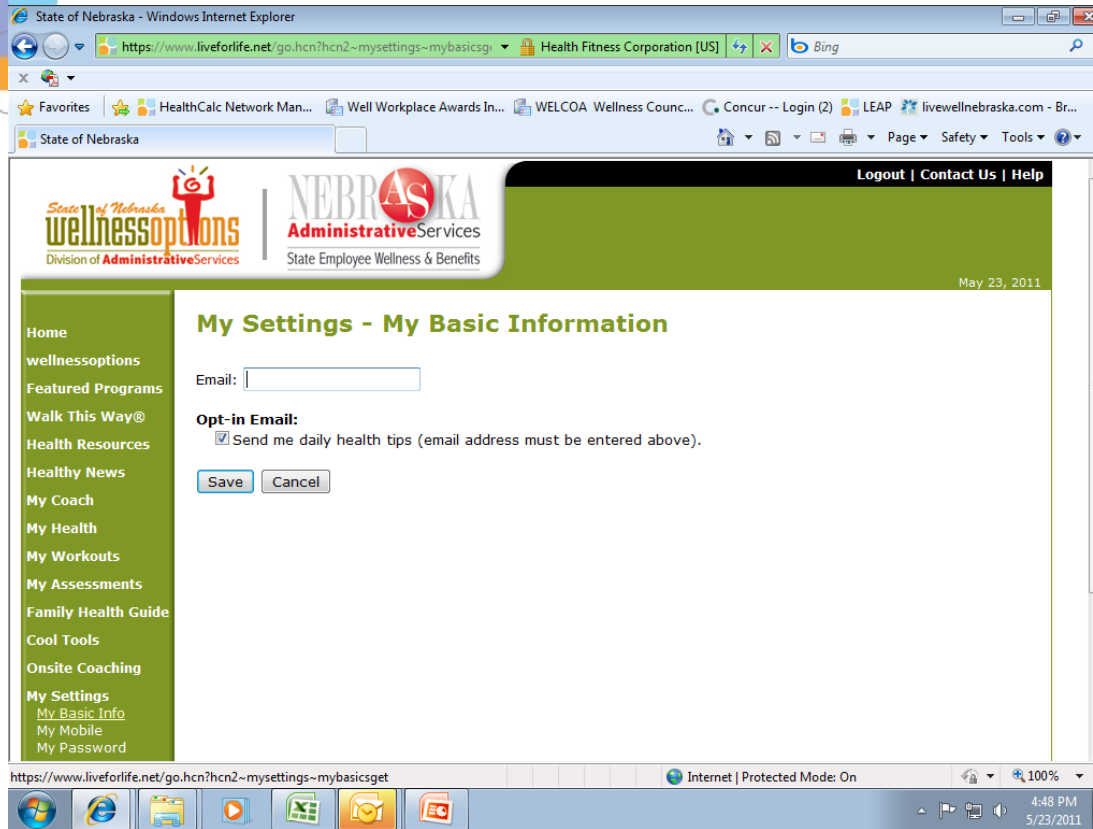 State of Nebraska - Windows Internet Explorer
https://www.liveforlife.net/go.hcn?hcn2~mysettings~mybasicsg Health Fitness Corporation [US] Bing
x
Favorites HealthCalc Network Man... Well Workplace Awards In... WELCOA Wellness Counc... Concur -- Login (2) LEAP livewellnebraska.com - Br...
State of Nebraska Page Safety Tools
Logout | Contact Us | Help
State of Nebraska
wellnessoptions
Division of AdministrativeServices
NEBRASKA
AdministrativeServices
State Employee Wellness & Benefits
May 23, 2011
Home
wellnessoptions
Featured Programs
Walk This Way®
Health Resources
Healthy News
My Coach
My Health
My Workouts
My Assessments
Family Health Guide
Cool Tools
Onsite Coaching
My Settings
My Basic Info
My Mobile
My Password
My Settings - My Basic Information
Email:
Opt-in Email:
Send me daily health tips (email address must be entered above).
Save Cancel
https://www.liveforlife.net/go.hcn?hcn2~mysettings~mybasicsget Internet | Protected Mode: On 100%
4:48 PM
5/23/2011